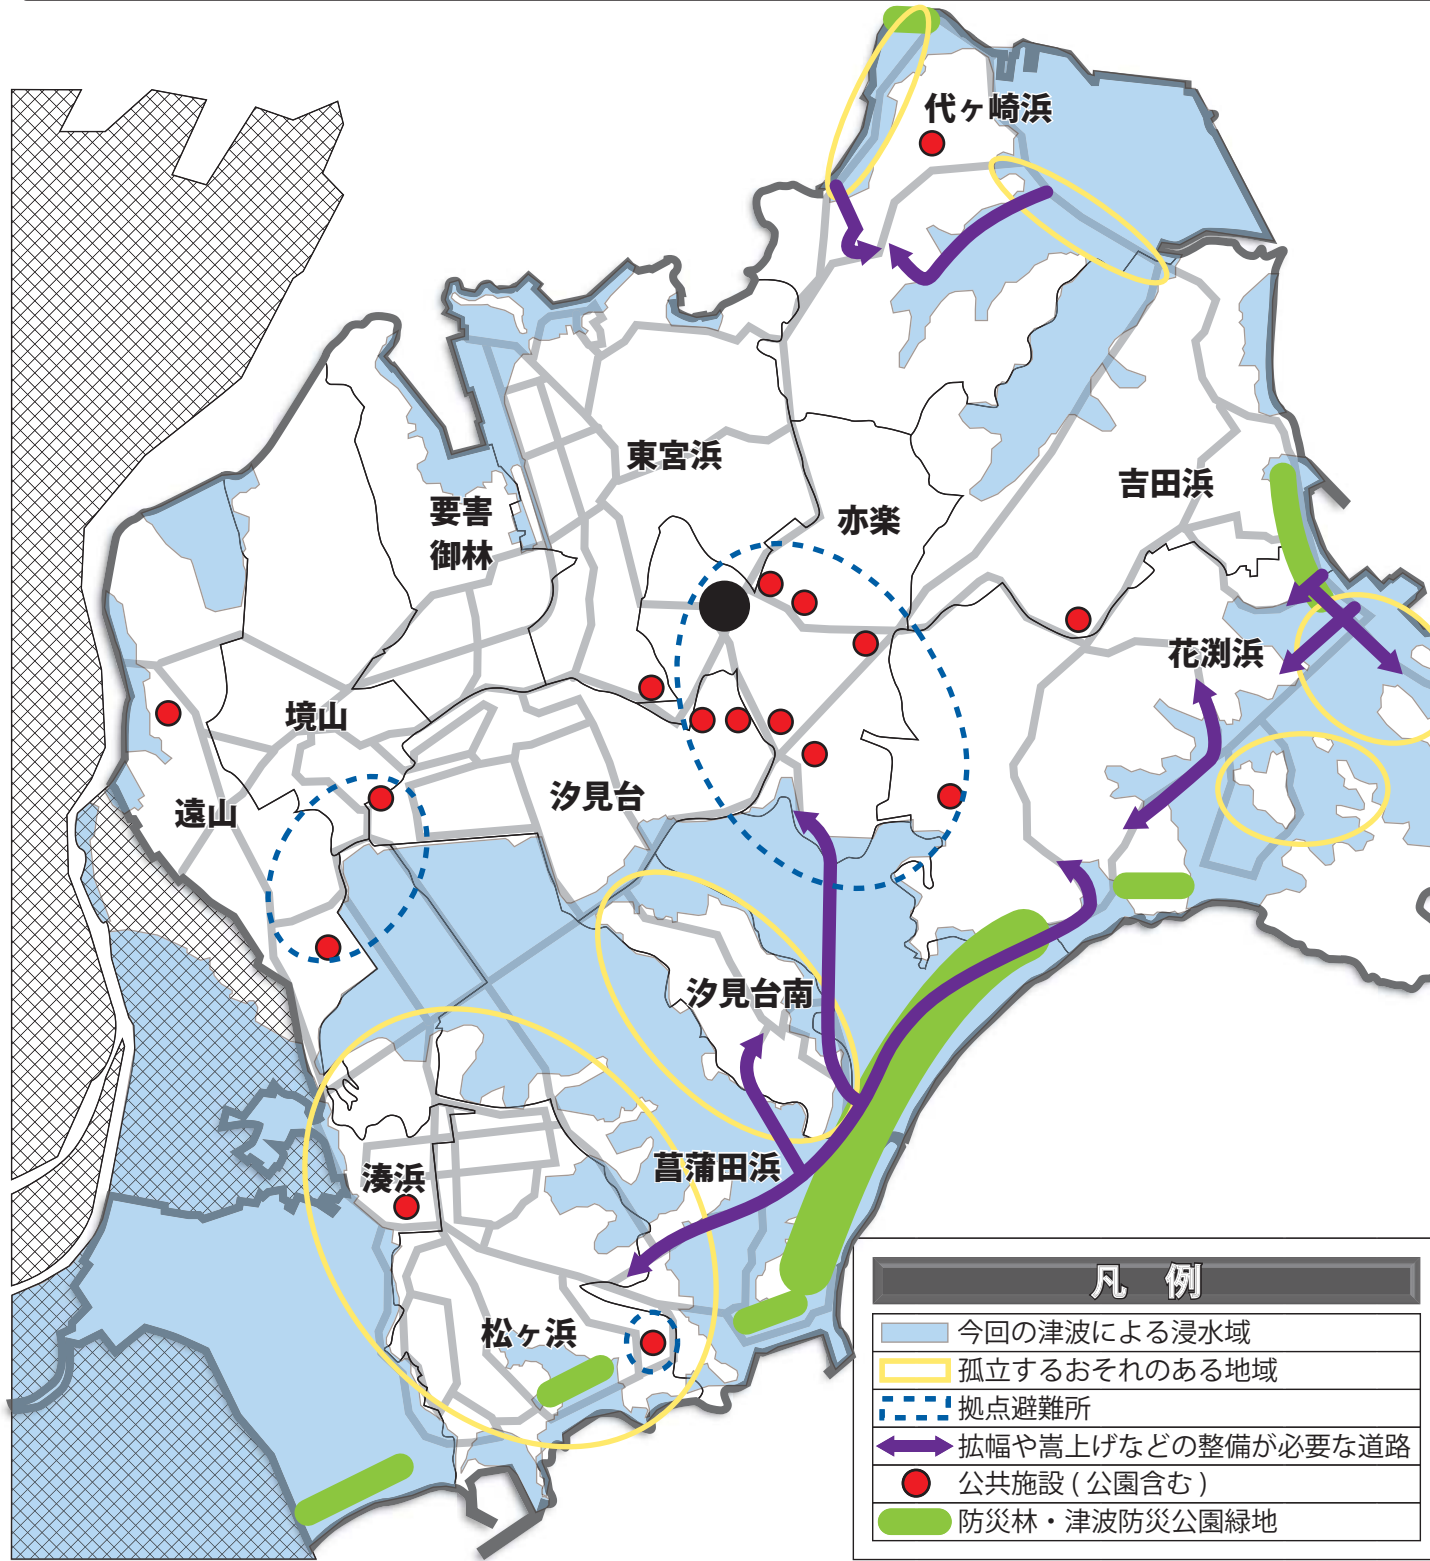 代ヶ崎浜
東宮浜
吉田浜
要害
御林
亦楽
花渕浜
境山
汐見台
遠山
汐見台南
菖蒲田浜
湊浜
松ヶ浜
凡 例
今回の津波による浸水域
孤立するおそれのある地域
拠点避難所
拡幅や嵩上げなどの整備が必要な道路
公共施設 ( 公園含む )
防災林・津波防災公園緑地